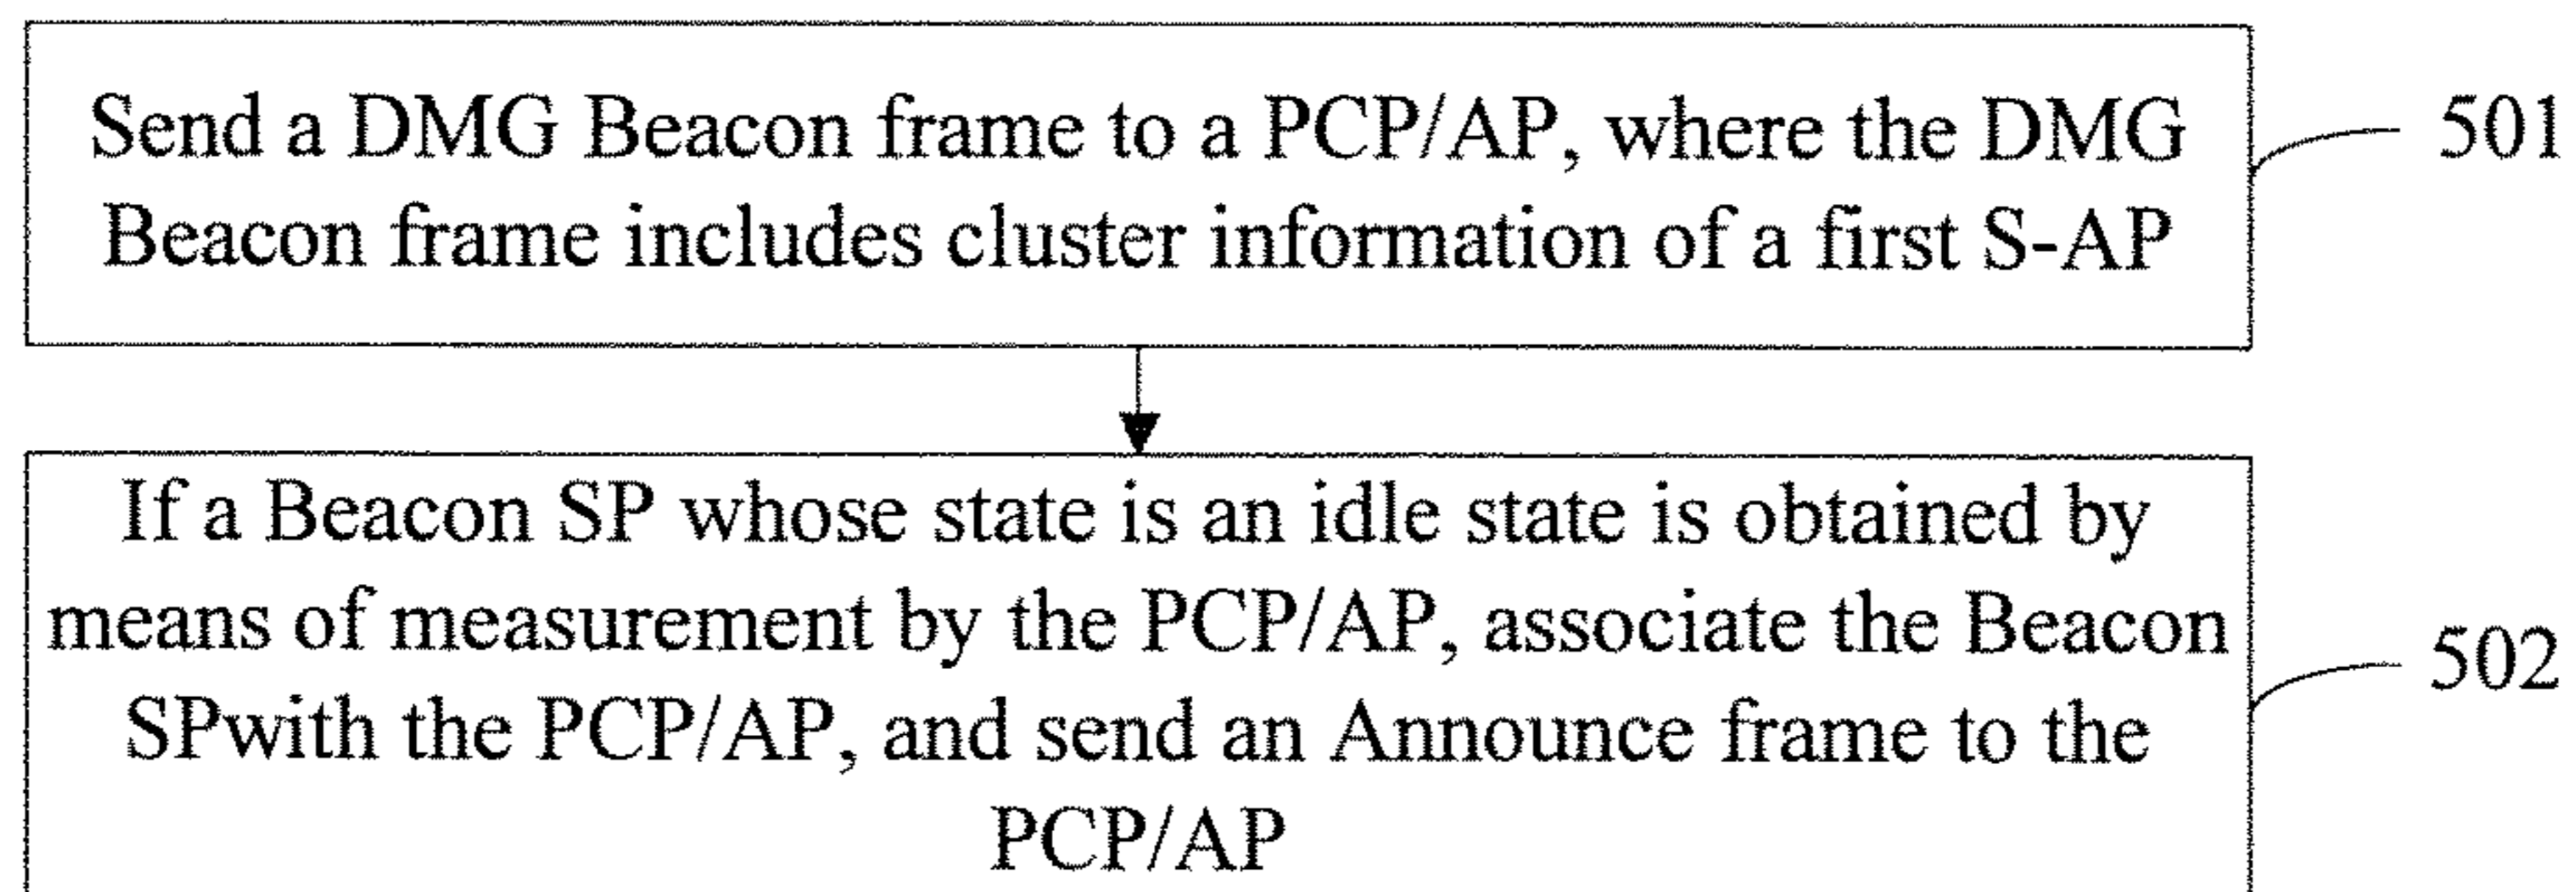 Send a DMG Beacon frame to a PCP/AP, where the DMG
Beacon frame includes cluster information of a first S-AP
501
If a Beacon SP whose state is an idle state is obtained by
means of measurement by the PCP/AP, associate the Beacon
SPwith the PCP/AP, and send an Announce frame to the
PCP/AP
502